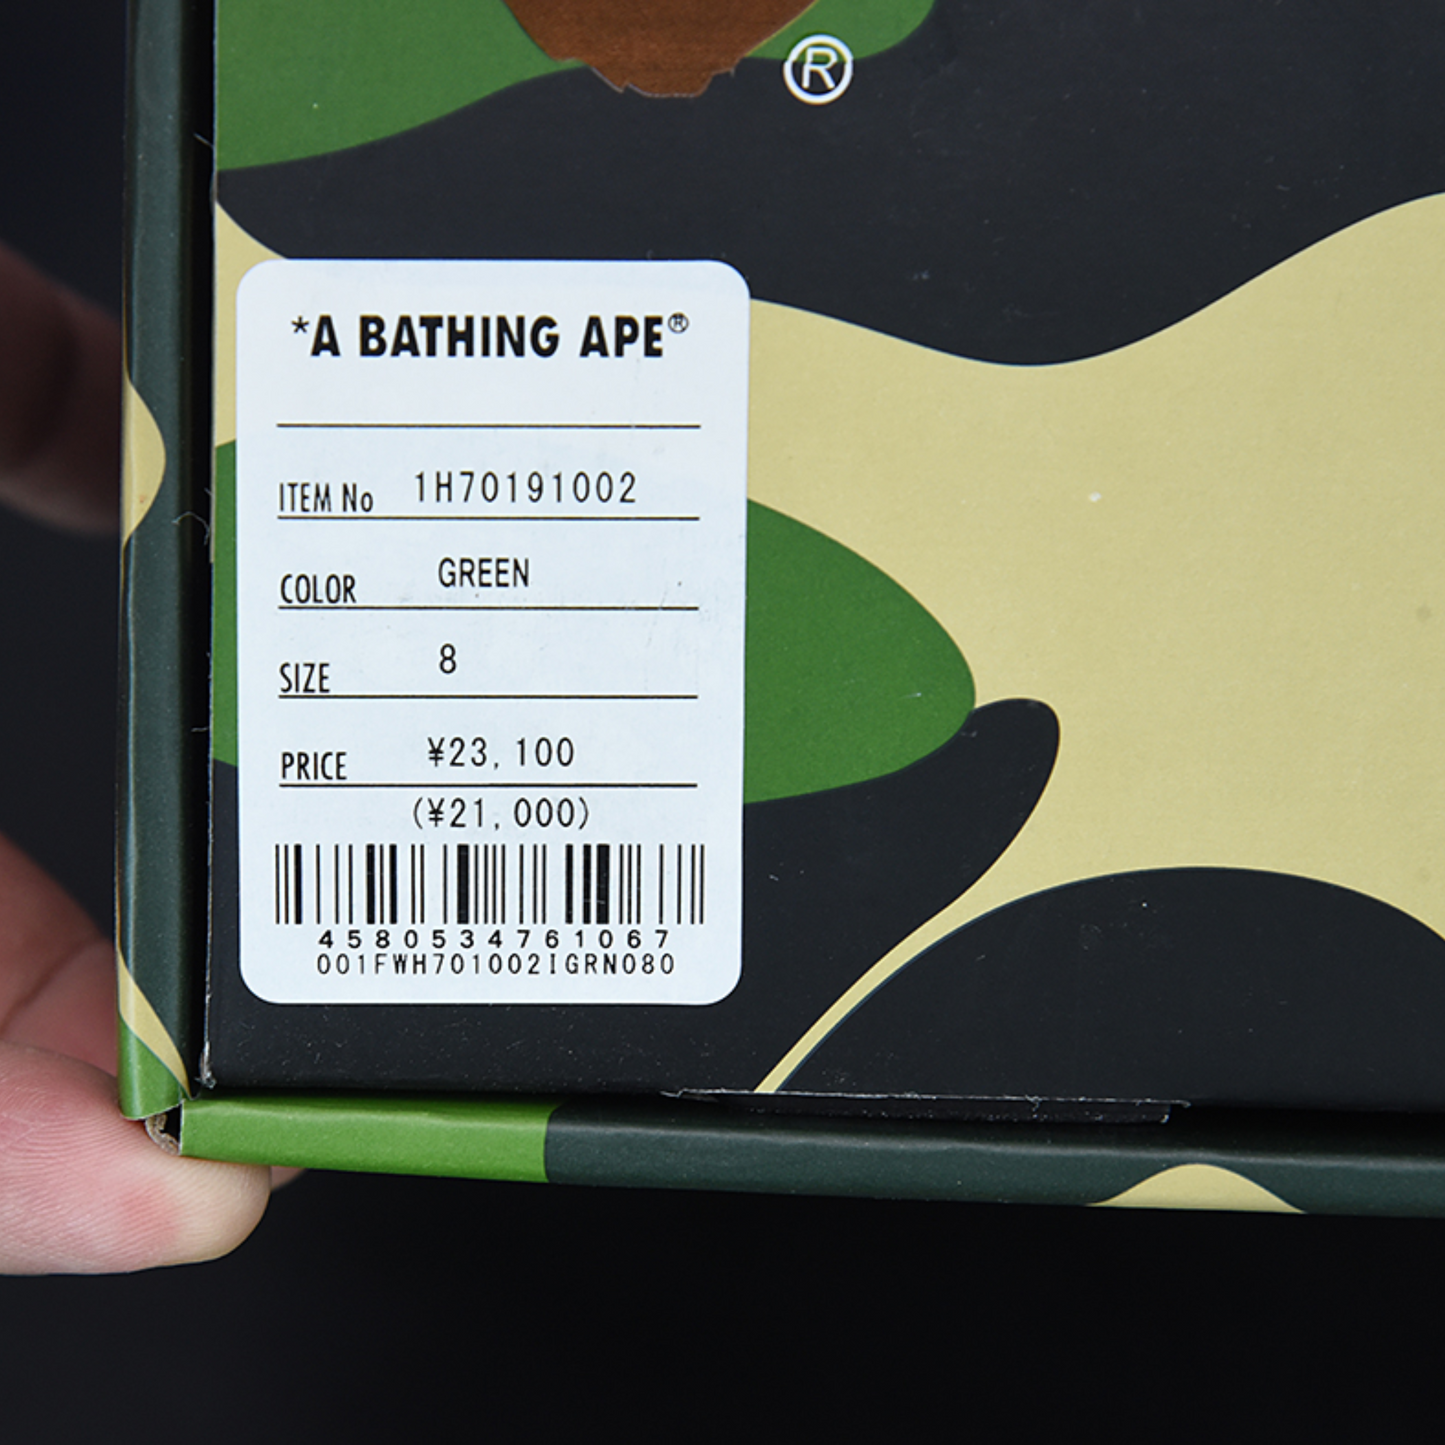 ®
*A BATHING APE®
ITEM No 1H70191002
COLOR GREEN
SIZE 8
PRICE ¥23,100
(¥21,000)
4580534761067
001FWH701002IGRN080